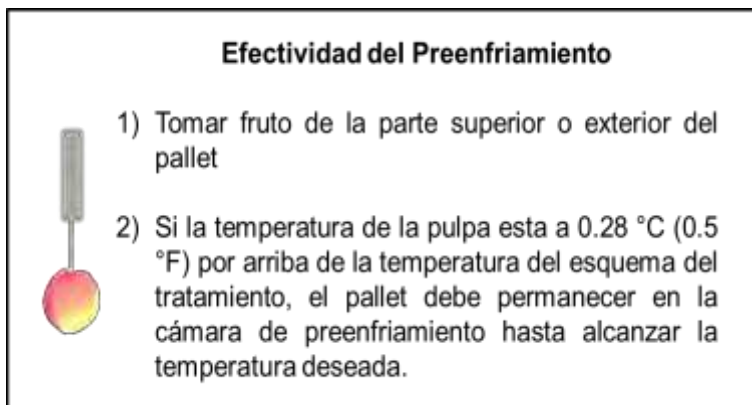 Efectividad del Preenfriamiento
1) Tomar fruto de la parte superior o exterior del
pallet
2) Si la temperatura de la pulpa esta a 0.28 °C (0.5
°F) por arriba de la temperatura del esquema del
tratamiento, el pallet debe permanecer en la
cámara de preenfriamiento hasta alcanzar la
temperatura deseada.